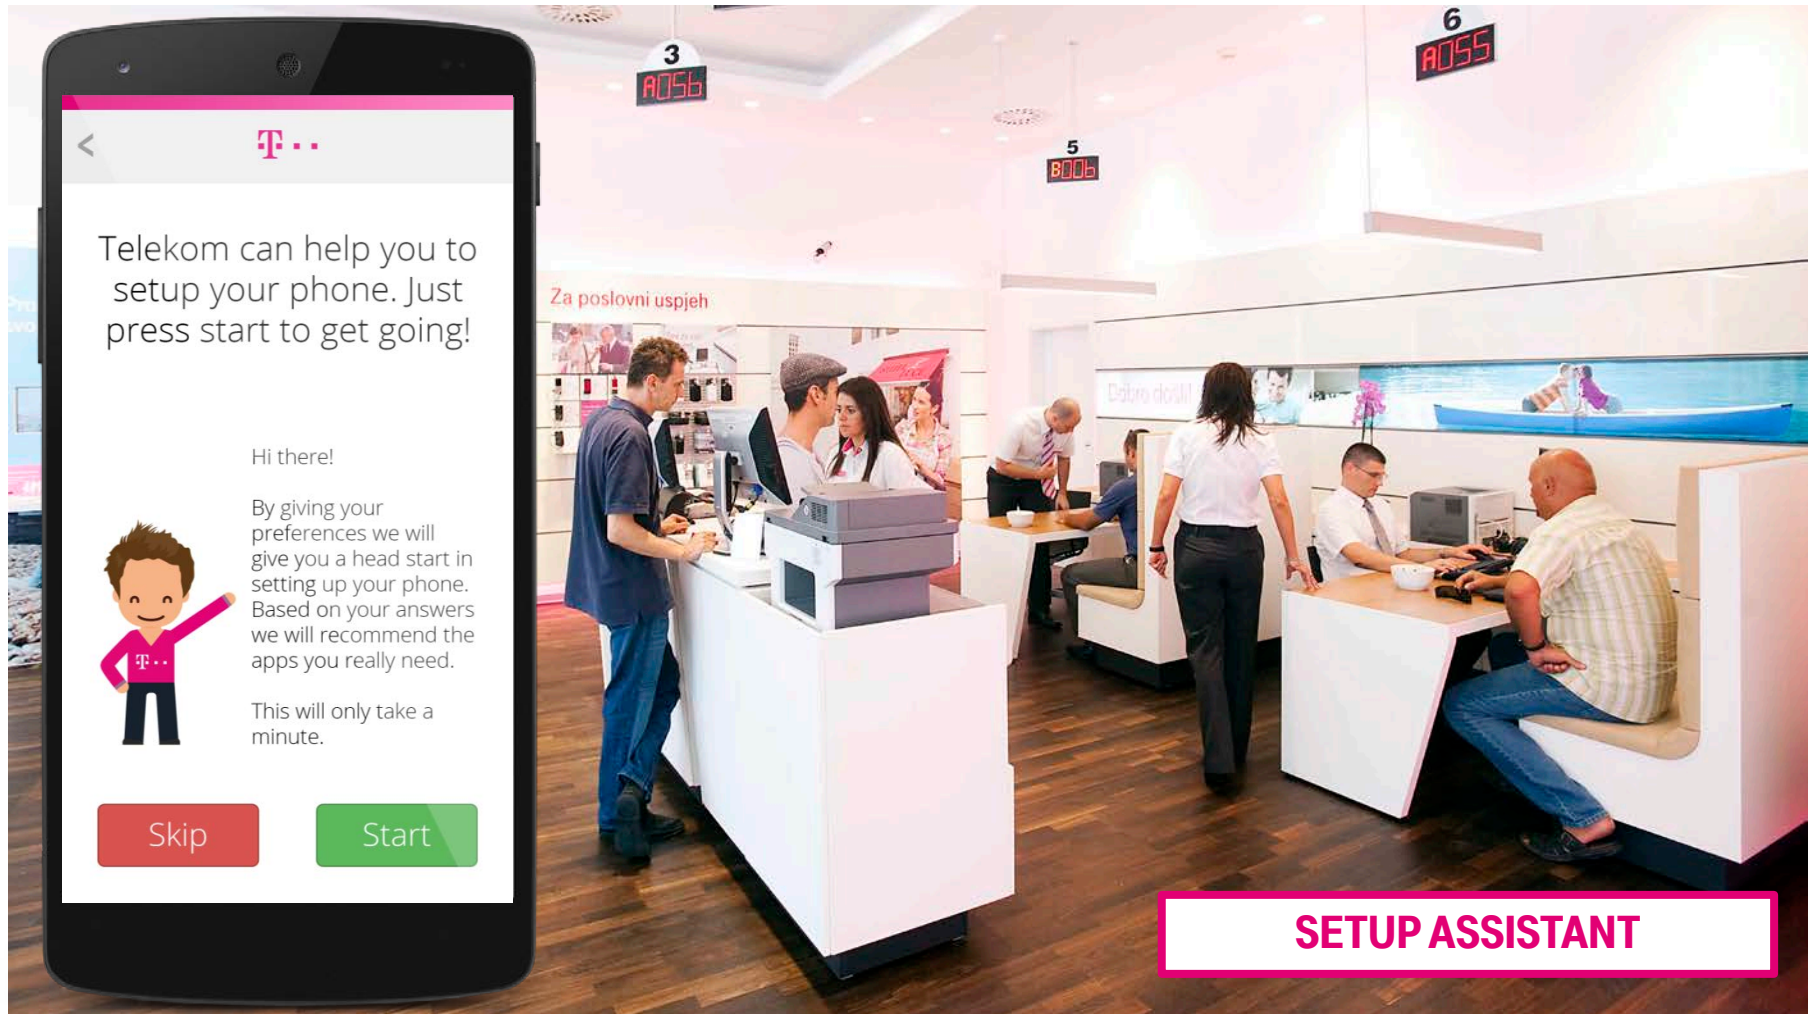 3
A056
6
A055
5
B006
<
T··
Telekom can help you to
setup your phone. Just
press start to get going!
Za poslovni uspjeh
Dobro došli
Hi there!
By giving your
preferences we will
give you a head start in
setting up your phone.
Based on your answers
we will recommend the
apps you really need.
T··
This will only take a
minute.
Skip
Start
SETUP ASSISTANT